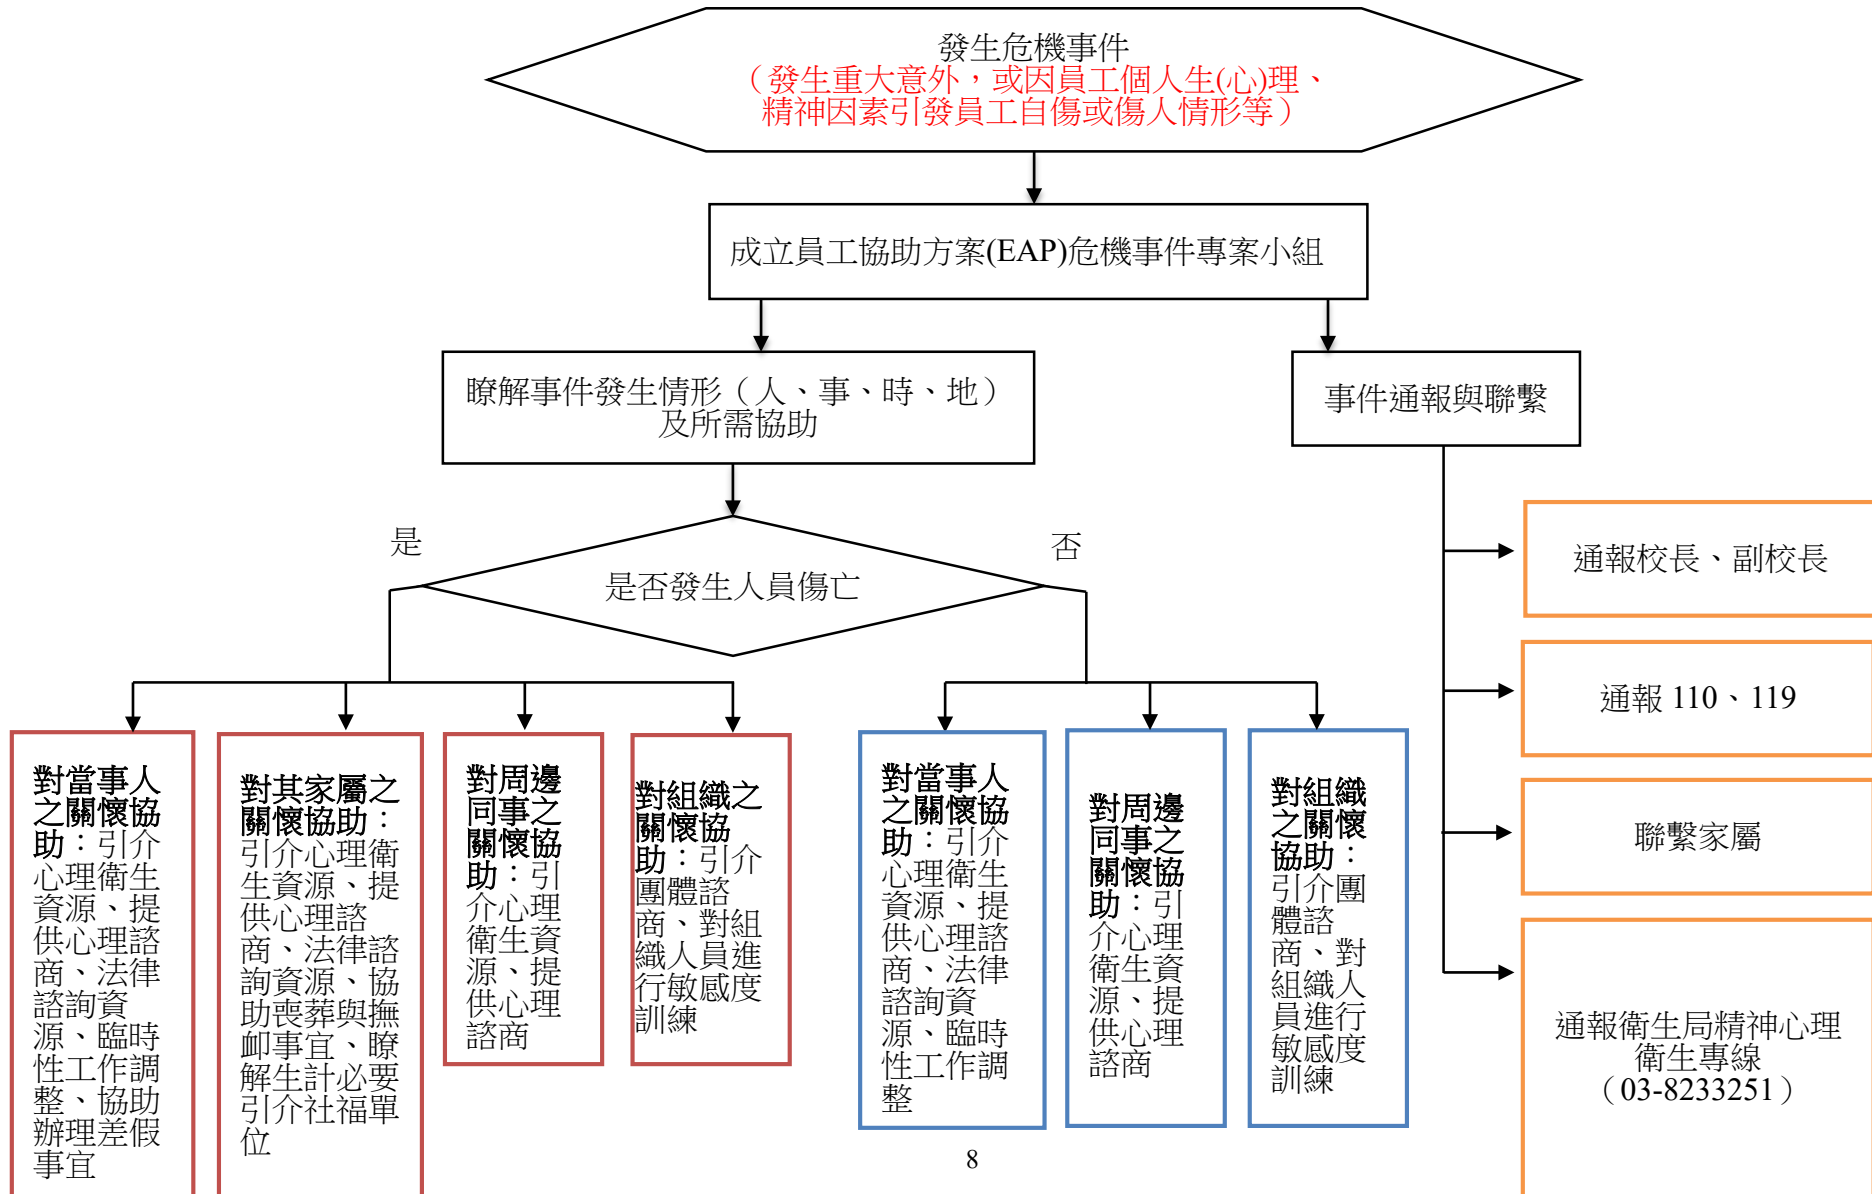 發生危機事件
（發生重大意外，或因員工個人生(心)理、
精神因素引發員工自傷或傷人情形等）
成立員工協助方案(EAP)危機事件專案小組
瞭解事件發生情形（人、事、時、地）
及所需協助
事件通報與聯繫
是
否
是否發生人員傷亡
通報校長、副校長
通報 110、119
聯繫家屬
通報衛生局精神心理
衛生專線
（03-8233251）
對當事人
之關懷協
助：引介
心理衛生
資源、提
供心理諮
商、法律
諮詢資
源、臨時
性工作調
整、協助
辦理差假
事宜
對其家屬之
關懷協助：
引介心理衛
生資源、提
供心理諮
商、法律諮
詢資源、協
助喪葬與撫
卹事宜、瞭
解生計必要
引介社福單
位
對周邊
同事之
關懷協
助：引
介心理
衛生資
源、提
供心理
諮商
對組織之
關懷協
助：引介
團體諮
商、對組
織人員進
行敏感度
訓練
對當事人
之關懷協
助：引介
心理衛生
資源、提
供心理諮
商、法律
諮詢資
源、臨時
性工作調
整
對周邊
同事之
關懷協
助：引
介心理
衛生資
源、提
供心理
諮商
對組織
之關懷
協助：
引介團
體諮
商、對
組織人
員進行
敏感度
訓練
8